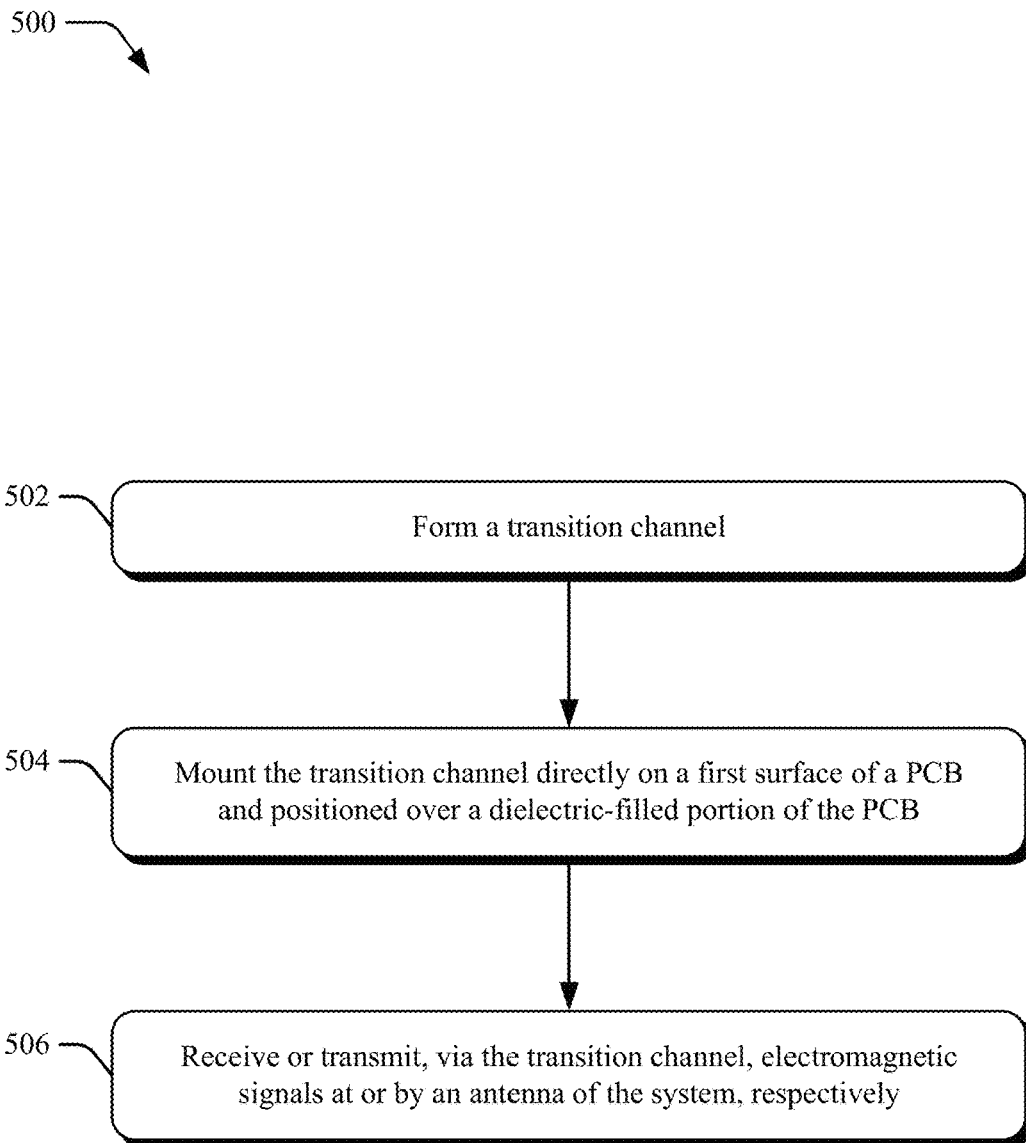 500
502
Form a transition channel
504
Mount the transition channel directly on a first surface of a PCB
and positioned over a dielectric-filled portion of the PCB
506
Receive or transmit, via the transition channel, electromagnetic
signals at or by an antenna of the system, respectively